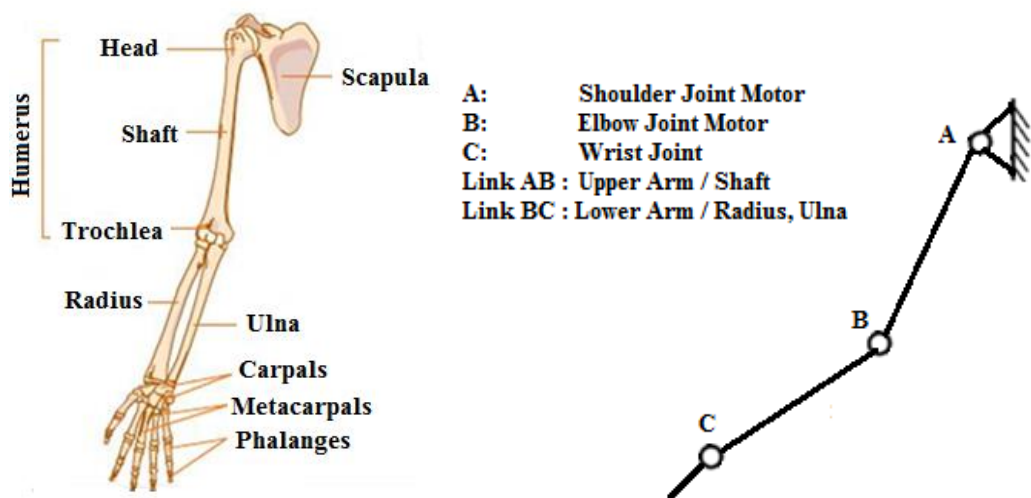 Humerus
Head
Scapula
Shaft
Trochlea
Radius
Ulna
Carpals
Metacarpals
Phalanges
A: Shoulder Joint Motor
B: Elbow Joint Motor
C: Wrist Joint
Link AB : Upper Arm / Shaft
Link BC : Lower Arm / Radius, Ulna
A
B
C